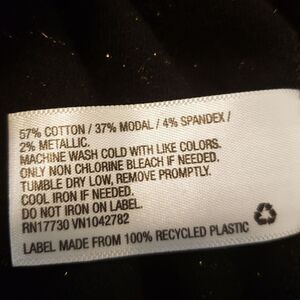 57% COTTON / 37% MODAL / 4% SPANDEX /
2% METALLIC.
MACHINE WASH COLD WITH LIKE COLORS.
ONLY NON CHLORINE BLEACH IF NEEDED.
TUMBLE DRY LOW, REMOVE PROMPTLY.
COOL IRON IF NEEDED.
DO NOT IRON ON LABEL.
RN17730 VN1042782
LABEL MADE FROM 100% RECYCLED PLASTIC